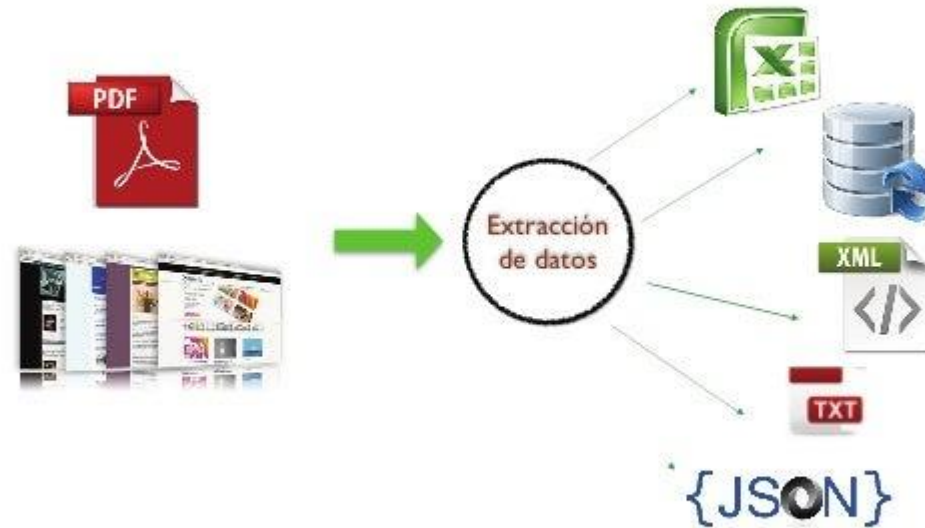 PDF
Extracción
de datos
X
XML
</>
TXT
{JSON}